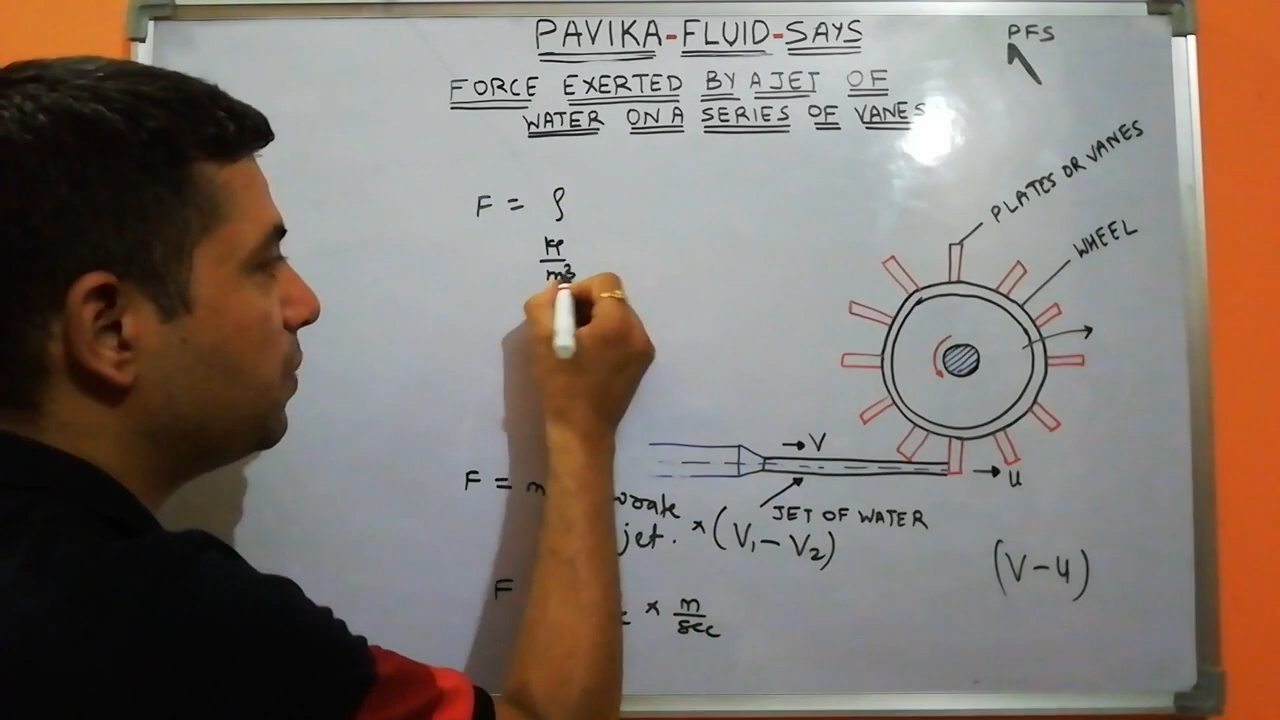 PAVIKA-FLUID-SAYS
PFS
FORCE EXERTED BY A JET OF
WATER ON A SERIES OF VANES
PLATES OR VANES
WHEEL
F = ρ
kg
m³
V
u
F = m
jet. × (V₁ - V₂)
JET OF WATER
(V-u)
F
× m
sec